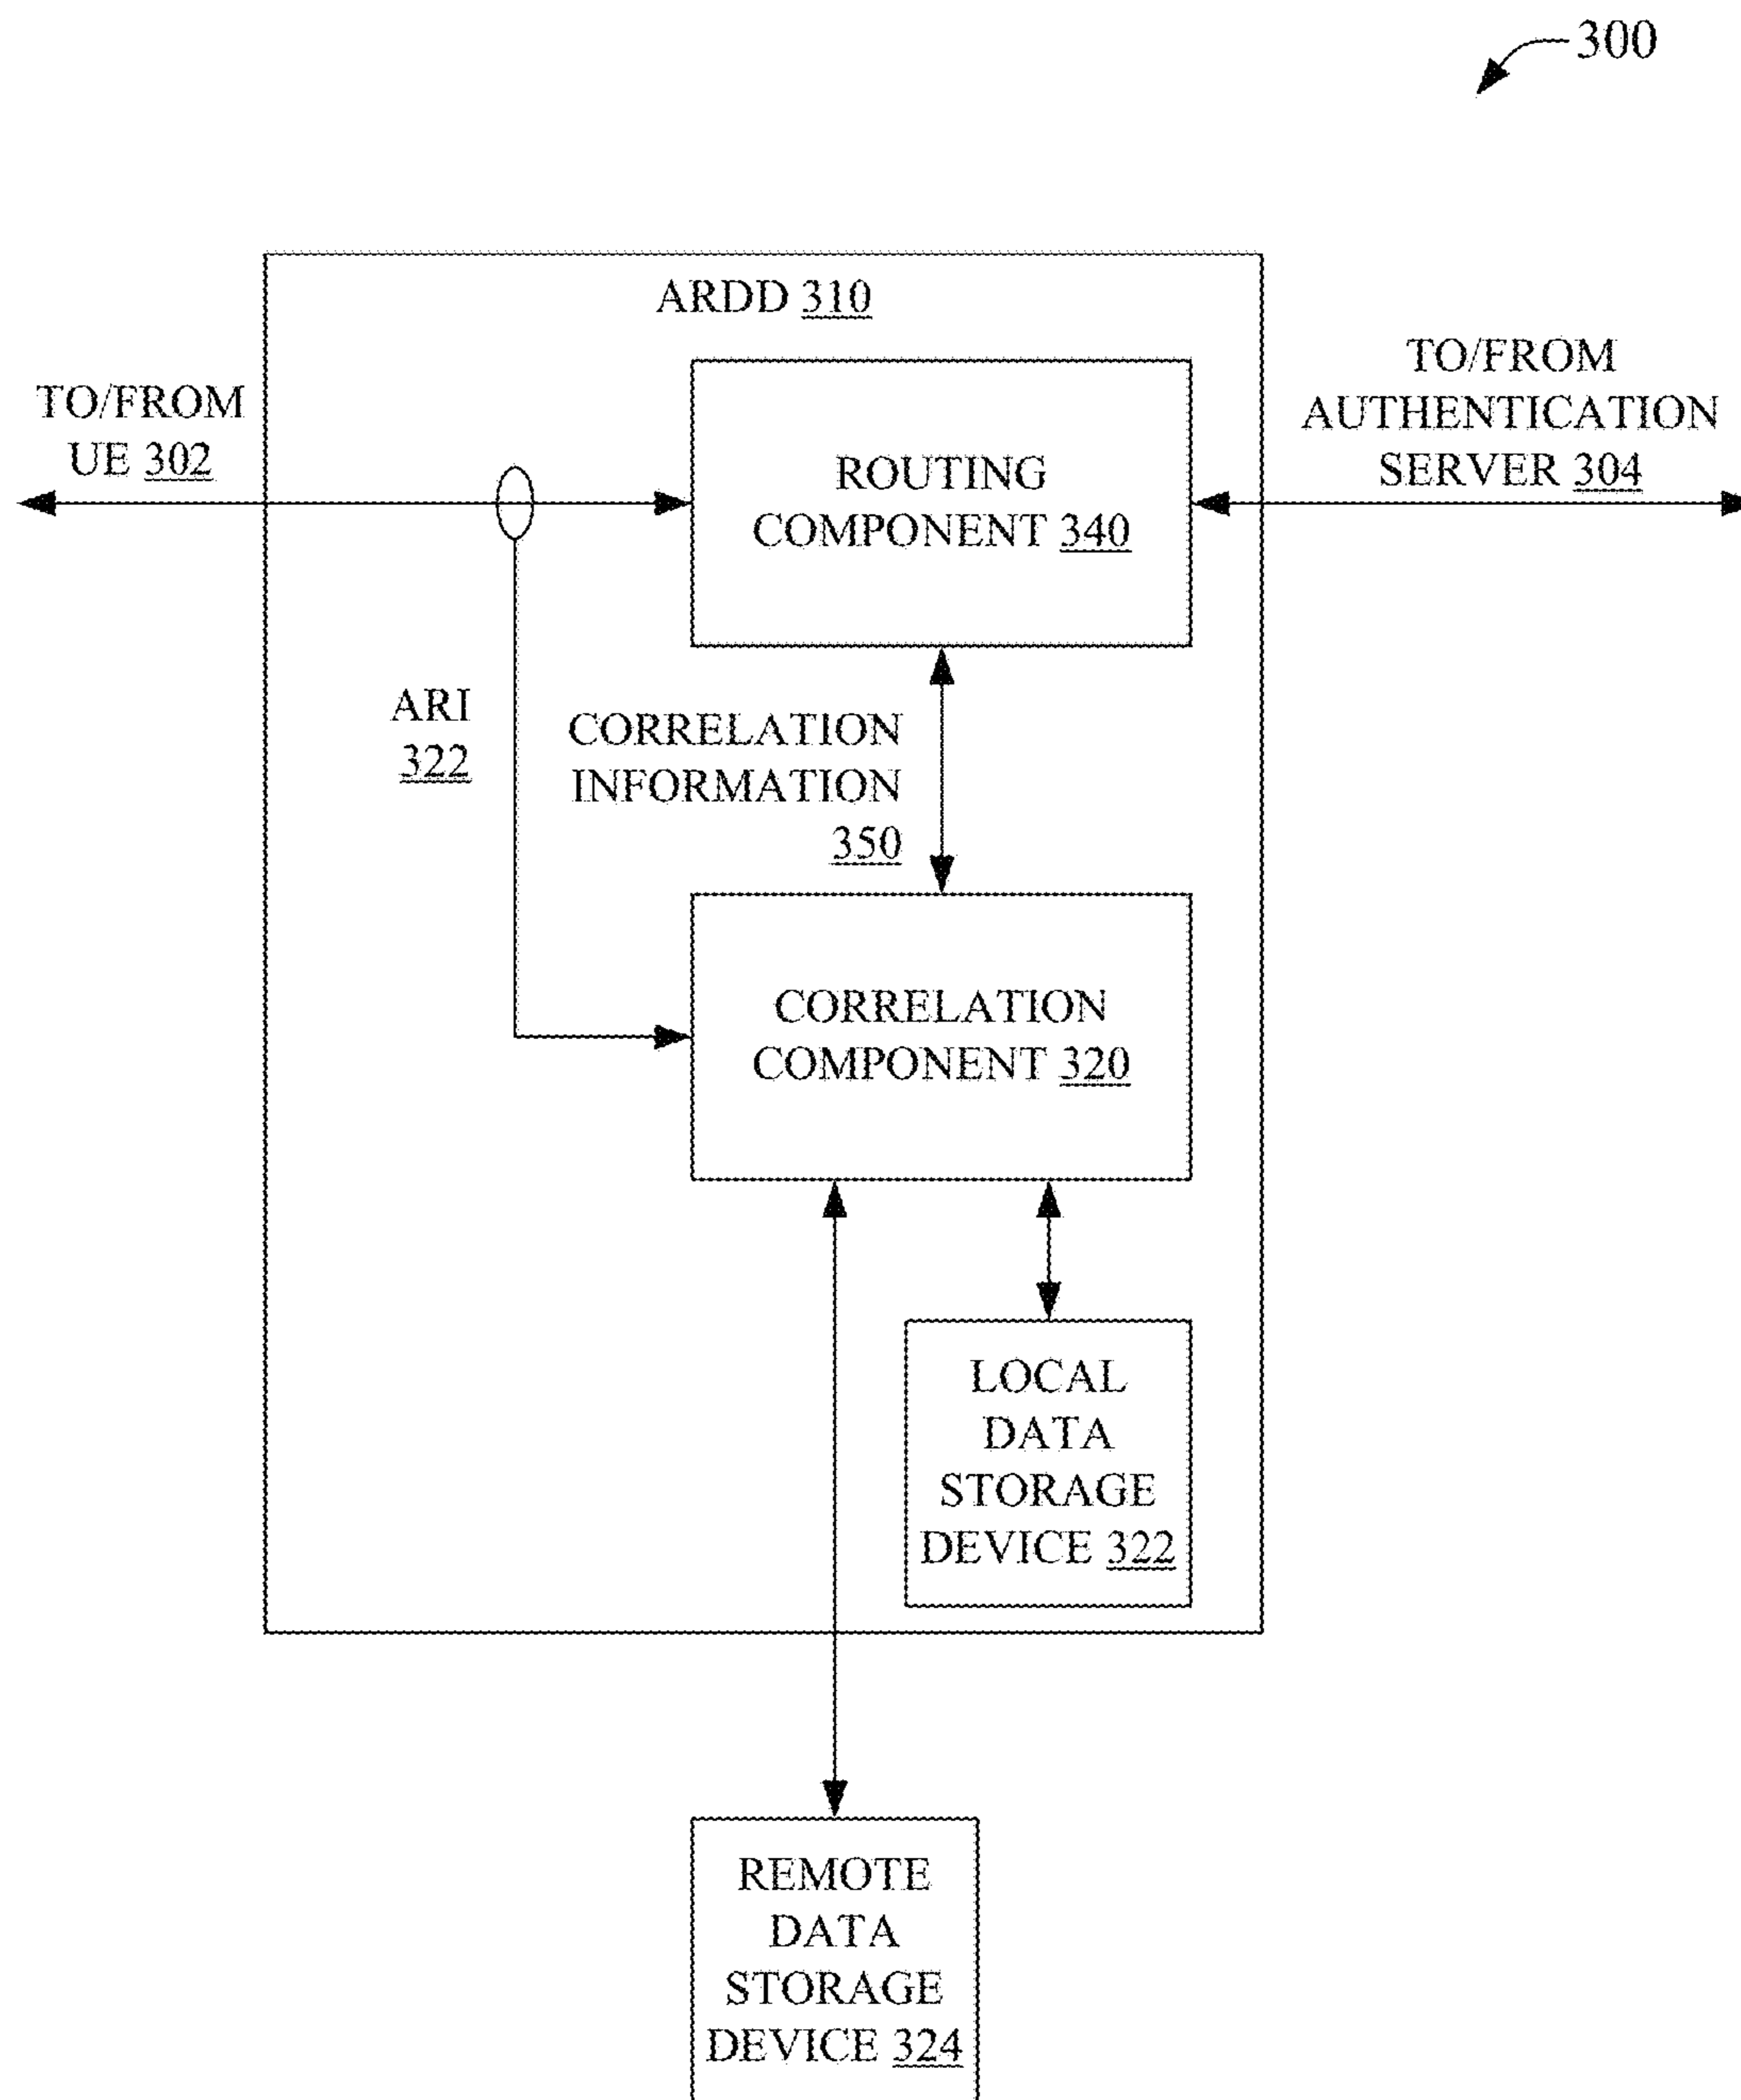 300
ARDD 310
TO/FROM
UE 302
TO/FROM
AUTHENTICATION
SERVER 304
ROUTING
COMPONENT 340
ARI
322
CORRELATION
INFORMATION
350
CORRELATION
COMPONENT 320
LOCAL
DATA
STORAGE
DEVICE 322
REMOTE
DATA
STORAGE
DEVICE 324